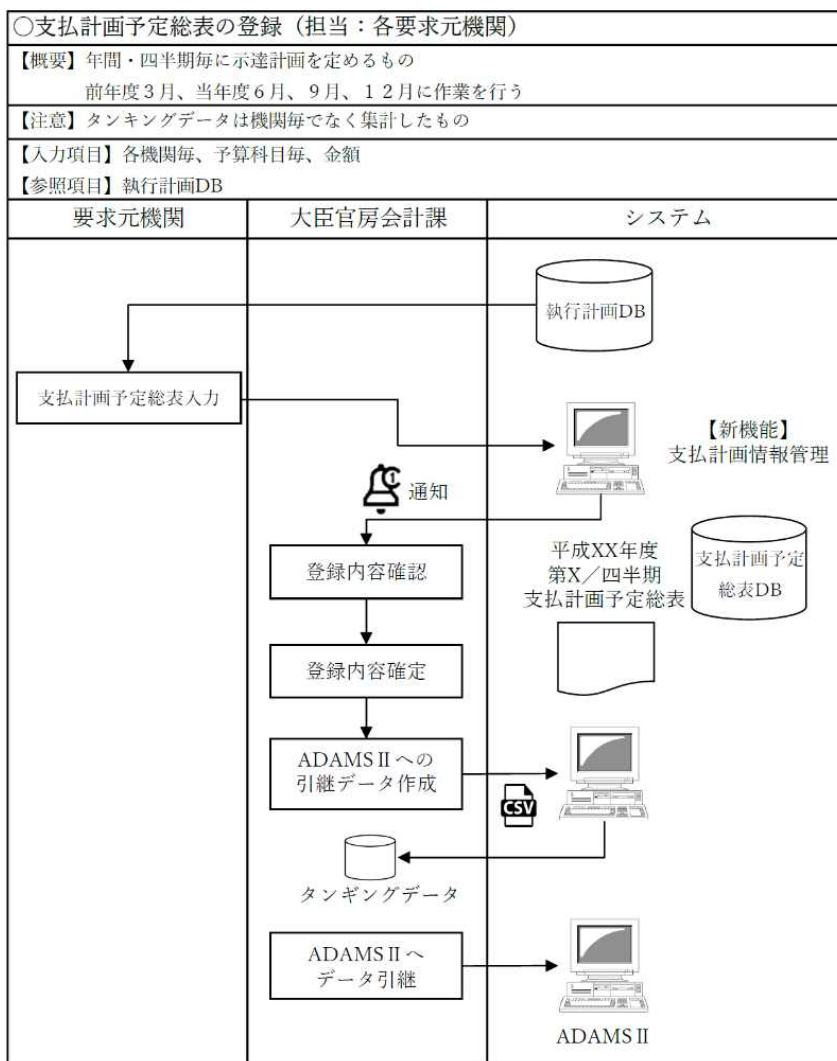 ○支払計画予定総表の登録（担当：各要求元機関）
【概要】年間・四半期毎に示達計画を定めるもの
前年度３月、当年度６月、９月、１２月に作業を行う
【注意】タンキングデータは機関毎でなく集計したもの
【入力項目】各機関毎、予算科目毎、金額
【参照項目】執行計画DB
要求元機関
大臣官房会計課
システム
執行計画DB
支払計画予定総表入力
【新機能】
支払計画情報管理
通知
登録内容確認
平成XX年度
第X／四半期
支払計画予定総表
支払計画予定
総表DB
登録内容確定
ADAMSⅡへの
引継データ作成
CSV
タンギングデータ
ADAMSⅡへ
データ引継
ADAMSⅡ